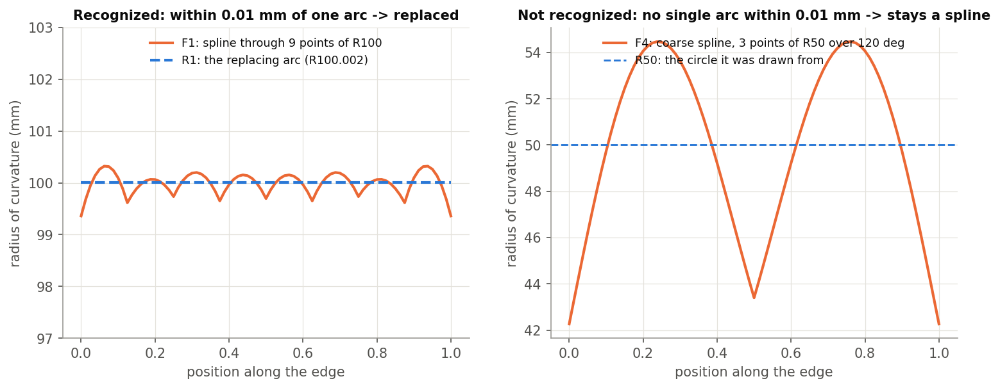 Recognized: within 0.01 mm of one arc -> replaced
103
102
101
100
99
98
97
radius of curvature (mm)
F1: spline through 9 points of R100
R1: the replacing arc (R100.002)
0.0 0.2 0.4 0.6 0.8 1.0
position along the edge
Not recognized: no single arc within 0.01 mm -> stays a spline
54
52
50
48
46
44
42
radius of curvature (mm)
F4: coarse spline, 3 points of R50 over 120 deg
R50: the circle it was drawn from
0.0 0.2 0.4 0.6 0.8 1.0
position along the edge